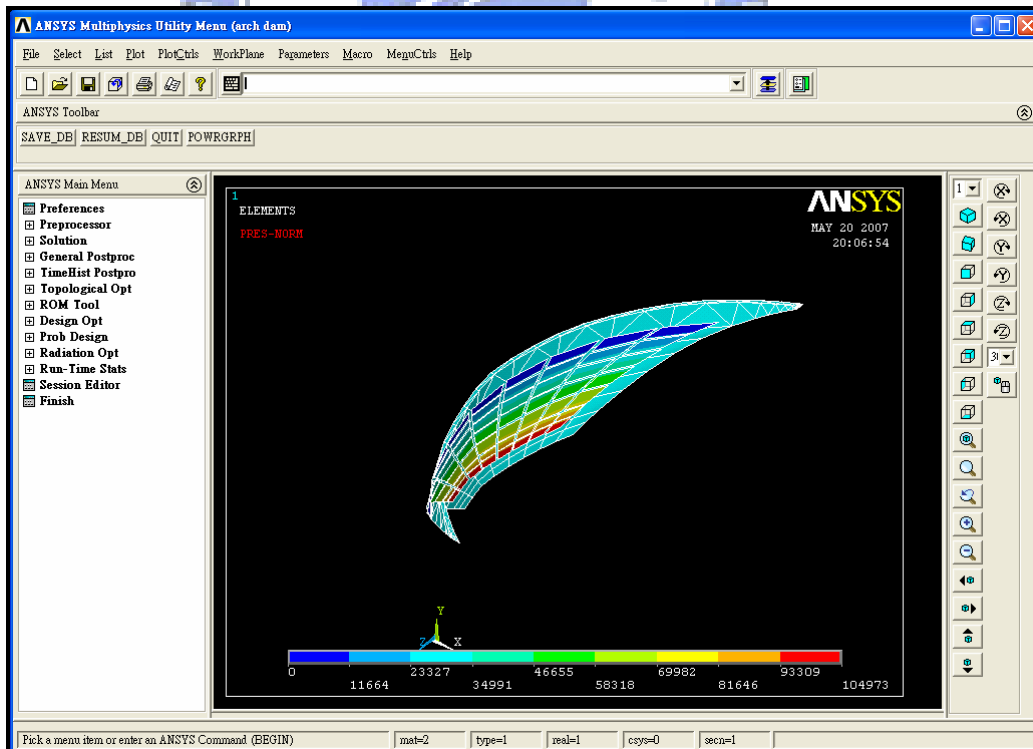 ANSYS Multiphysics Utility Menu (arch dam)
File Select List Plot PlotCtrls WorkPlane Parameters Macro MenuCtrls Help
ANSYS Toolbar
SAVE_DB RESUM_DB QUIT POWRGRPH
ANSYS Main Menu
Preferences
Preprocessor
Solution
General Postproc
TimeHist Postpro
Topological Opt
ROM Tool
Design Opt
Prob Design
Radiation Opt
Run-Time Stats
Session Editor
Finish
1
ELEMENTS
PRES-NORM
ANSYS
MAY 20 2007
20:06:54
Y
Z X
0 23327 46655 69982 93309
11664 34991 58318 81646 104973
1
X
X
Y
Y
Z
Z
Pick a menu item or enter an ANSYS Command (BEGIN) mat=2 type=1 real=1 csys=0 secn=1